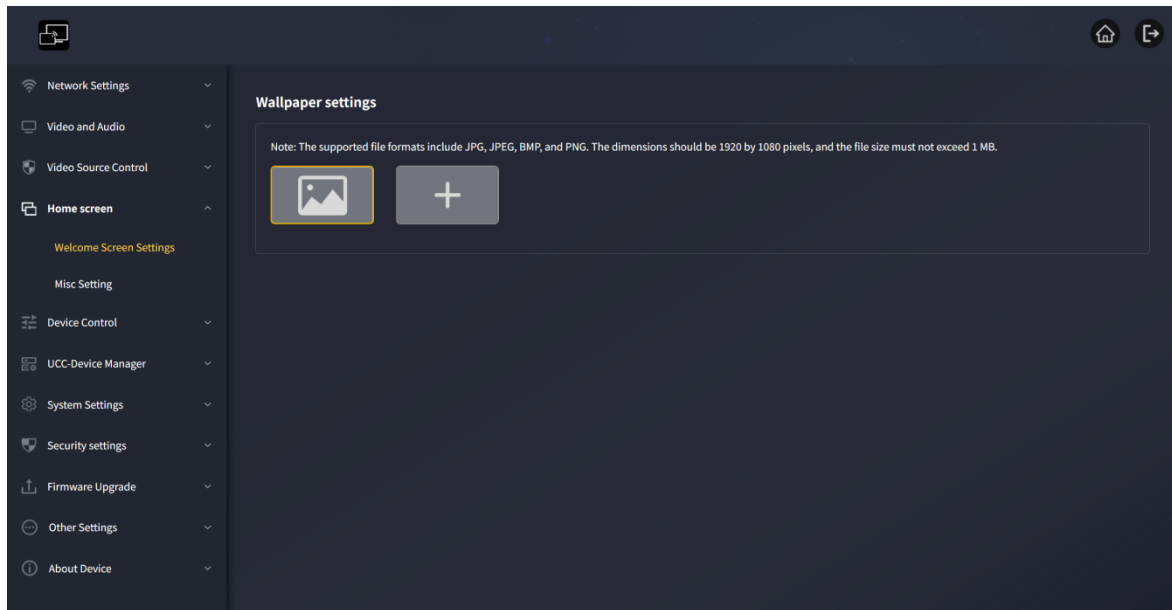 Network Settings
Video and Audio
Video Source Control
Home screen
Welcome Screen Settings
Misc Setting
Device Control
UCC-Device Manager
System Settings
Security settings
Firmware Upgrade
Other Settings
About Device
Wallpaper settings
Note: The supported file formats include JPG, JPEG, BMP, and PNG. The dimensions should be 1920 by 1080 pixels, and the file size must not exceed 1 MB.